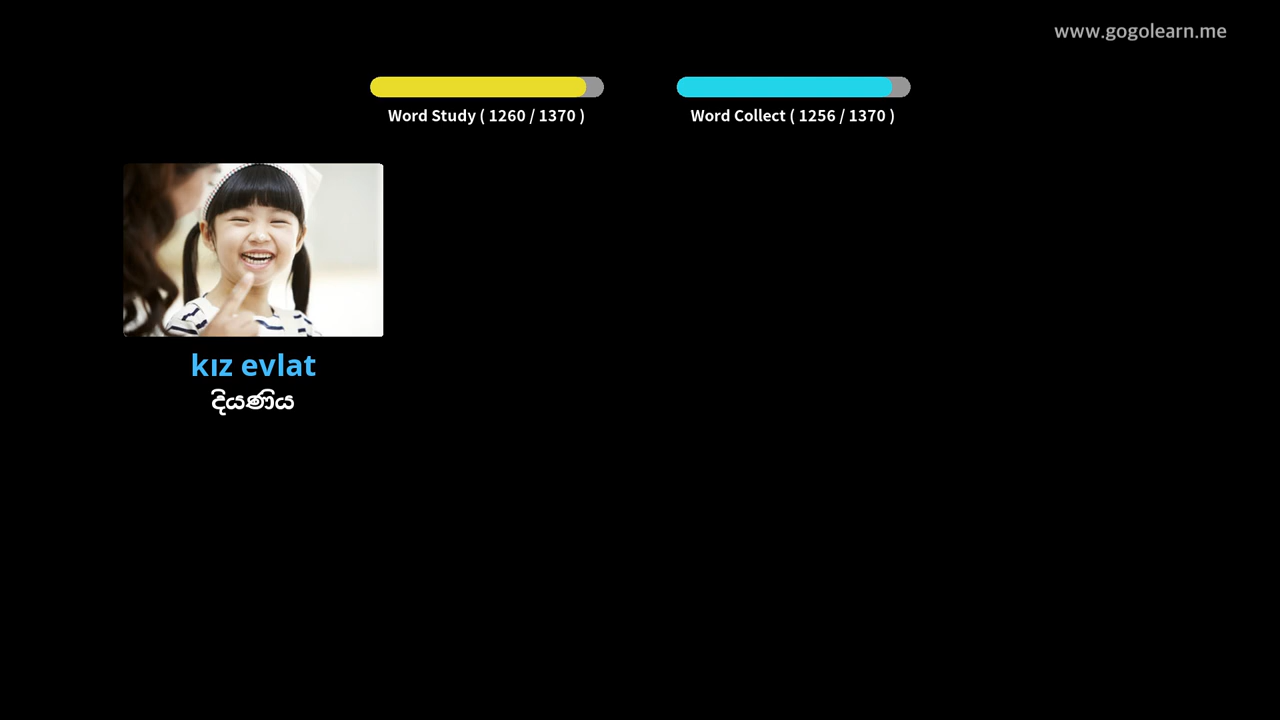 www.gogolearn.me
Word Study ( 1260 / 1370 )
Word Collect ( 1256 / 1370 )
kız evlat
දියණිය